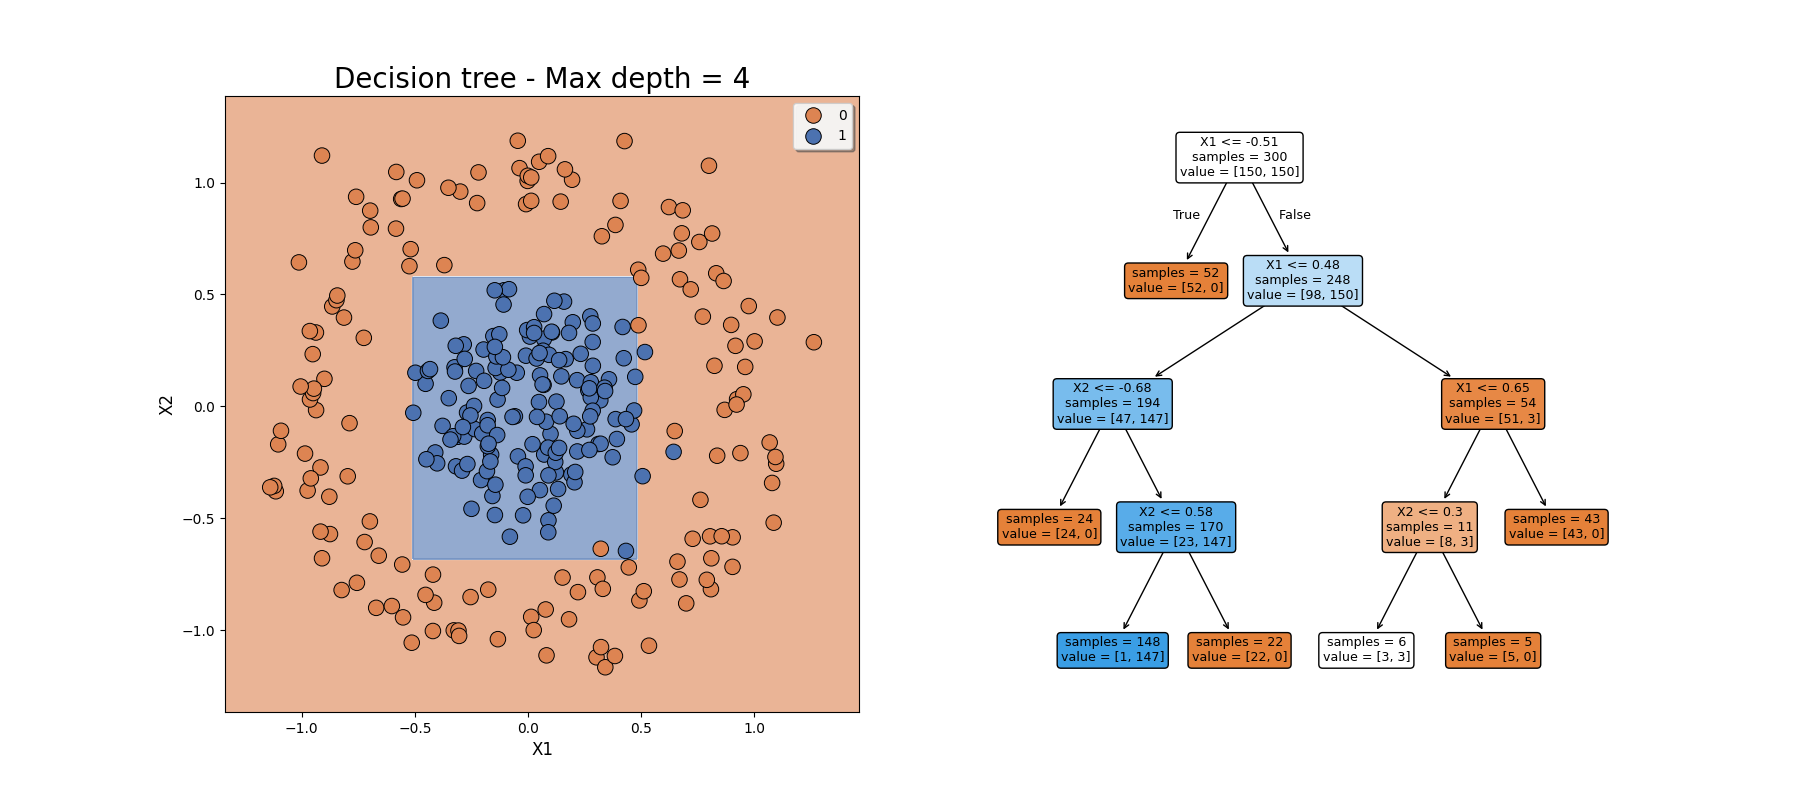 Decision tree - Max depth = 4
0
1
1.0
0.5
0.0
−0.5
−1.0
X2
−1.0
−0.5
0.0
0.5
1.0
X1
X1 <= -0.51
samples = 300
value = [150, 150]
True
False
samples = 52
value = [52, 0]
X1 <= 0.48
samples = 248
value = [98, 150]
X2 <= -0.68
samples = 194
value = [47, 147]
X1 <= 0.65
samples = 54
value = [51, 3]
samples = 24
value = [24, 0]
X2 <= 0.58
samples = 170
value = [23, 147]
X2 <= 0.3
samples = 11
value = [8, 3]
samples = 43
value = [43, 0]
samples = 148
value = [1, 147]
samples = 22
value = [22, 0]
samples = 6
value = [3, 3]
samples = 5
value = [5, 0]